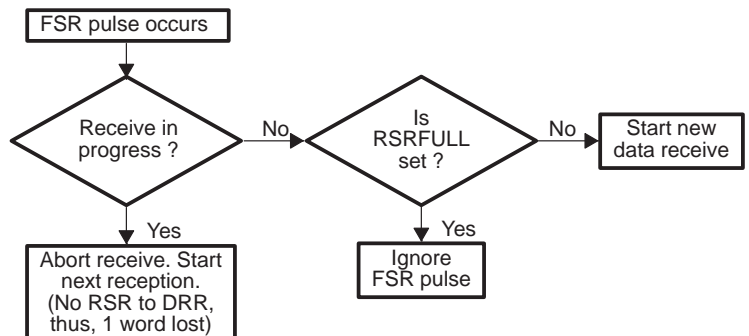 FSR pulse occurs
Receive in
progress ?
No
Is
RSRFULL
set ?
No
Start new
data receive
Yes
Abort receive. Start
next reception.
(No RSR to DRR,
thus, 1 word lost)
Yes
Ignore
FSR pulse